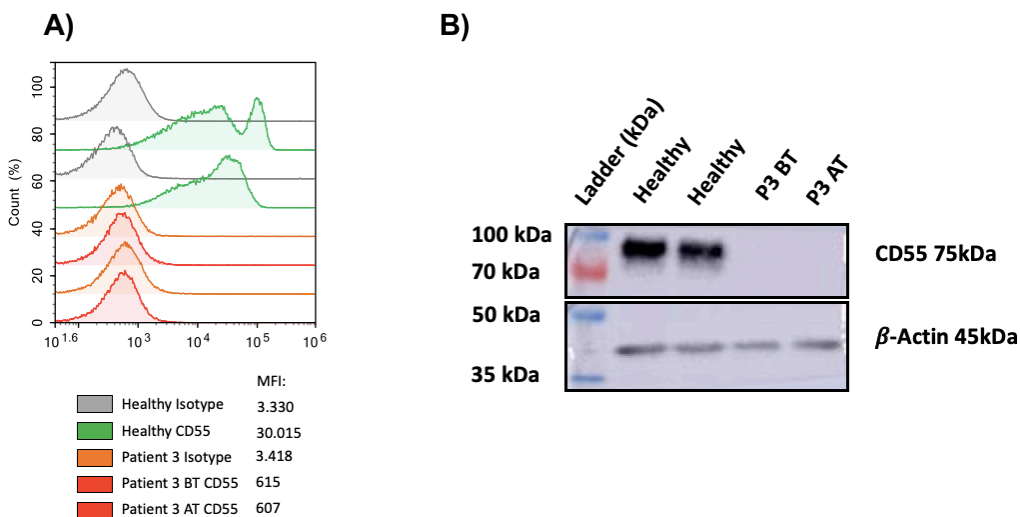 A)
B)
Count (%)
100
80
60
40
20
0
10^1.6
10^3
10^4
10^5
10^6
MFI:
Healthy Isotype 3.330
Healthy CD55 30.015
Patient 3 Isotype 3.418
Patient 3 BT CD55 615
Patient 3 AT CD55 607
Ladder (kDa)
Healthy
Healthy
P3 BT
P3 AT
100 kDa
70 kDa
50 kDa
35 kDa
CD55 75kDa
β-Actin 45kDa